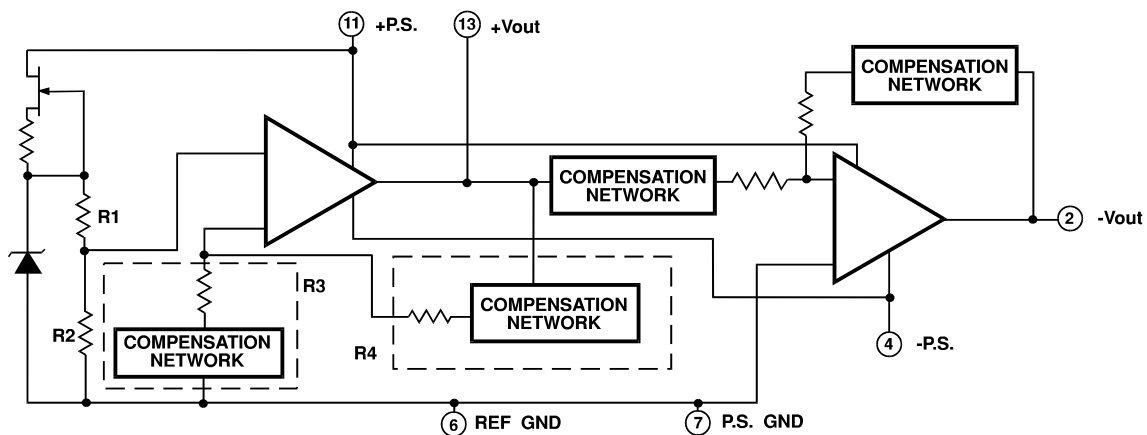 11 +P.S.
13 +Vout
COMPENSATION
NETWORK
COMPENSATION
NETWORK
R1
2 -Vout
R3
COMPENSATION
NETWORK
R2
COMPENSATION
NETWORK
R4
4 -P.S.
6 REF GND
7 P.S. GND